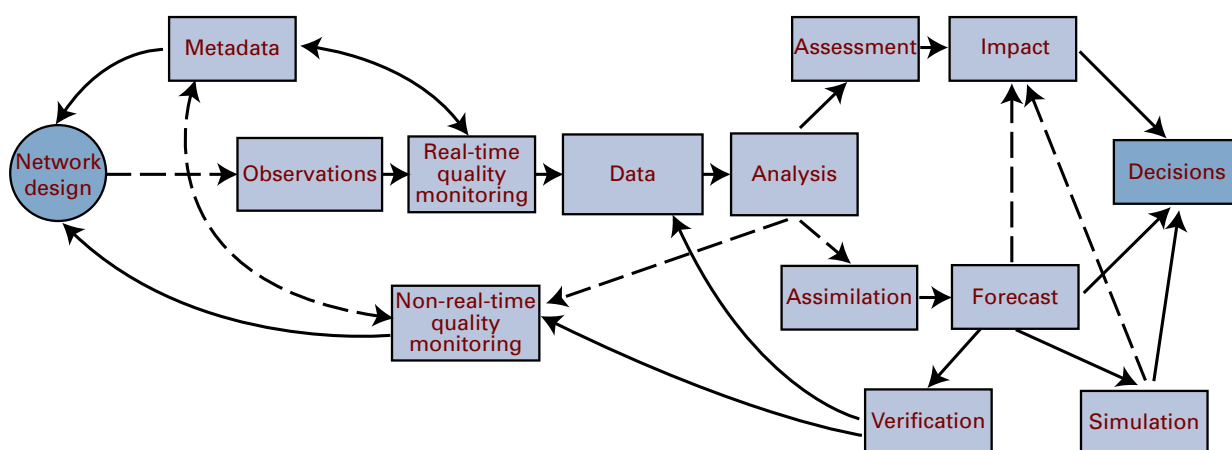 Metadata
Assessment
Impact
Network
design
Observations
Real-time
quality
monitoring
Data
Analysis
Decisions
Non-real-time
quality
monitoring
Assimilation
Forecast
Verification
Simulation